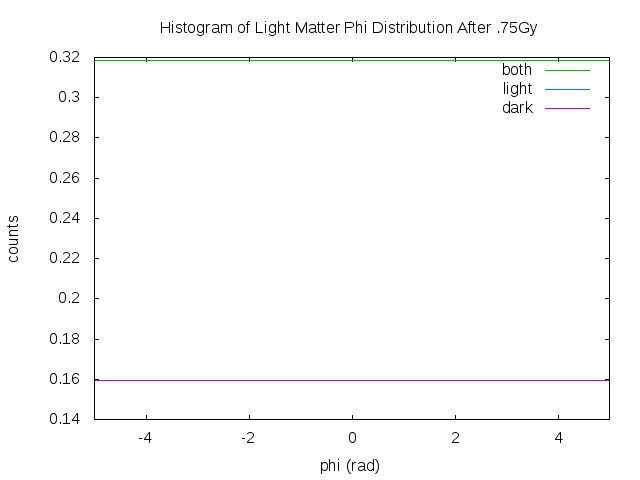 Histogram of Light Matter Phi Distribution After .75Gy
0.32
0.3
0.28
0.26
0.24
0.22
0.2
0.18
0.16
0.14
counts
both
light
dark
-4 -2 0 2 4
phi (rad)